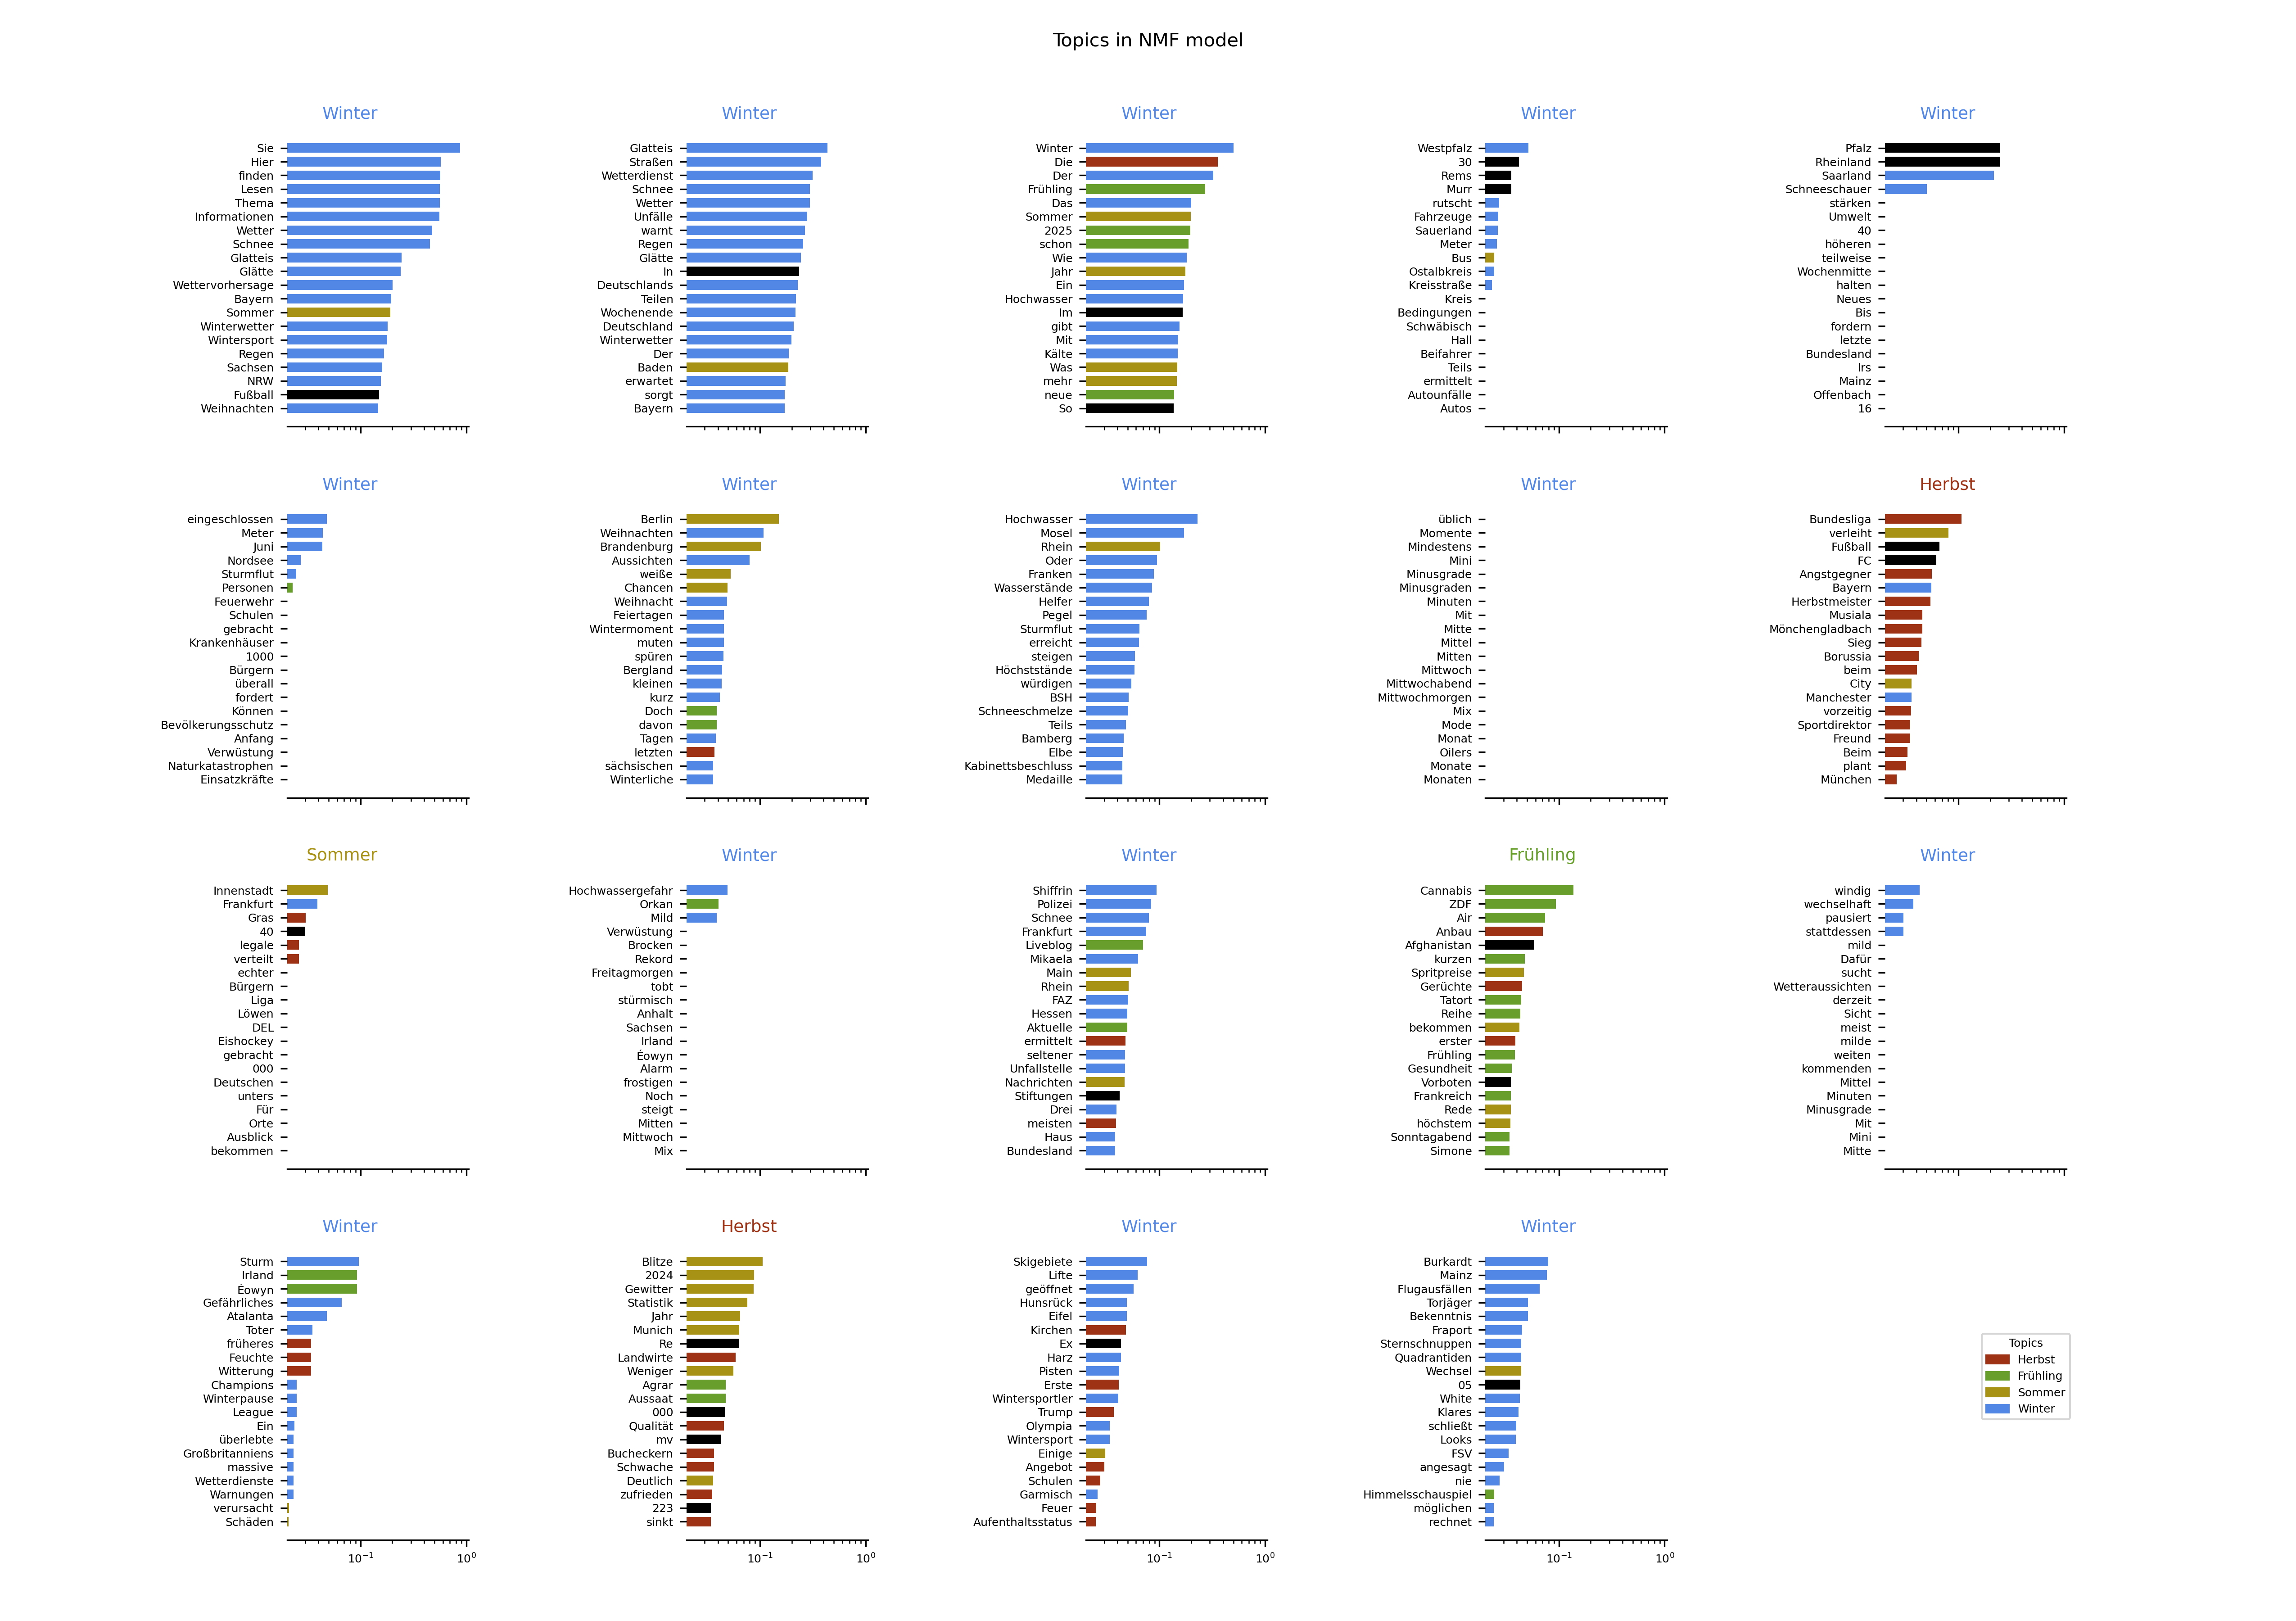 Topics in NMF model
Winter
Sie
Hier
finden
Lesen
Thema
Informationen
Wetter
Schnee
Glatteis
Glätte
Wettervorhersage
Bayern
Sommer
Winterwetter
Wintersport
Regen
Sachsen
NRW
Fußball
Weihnachten
Winter
Glatteis
Straßen
Wetterdienst
Schnee
Wetter
Unfälle
warnt
Regen
Glätte
In
Deutschlands
Teilen
Wochenende
Deutschland
Winterwetter
Der
Baden
erwartet
sorgt
Bayern
Winter
Winter
Die
Der
Frühling
Das
Sommer
2025
schon
Wie
Jahr
Ein
Hochwasser
Im
gibt
Mit
Kälte
Was
mehr
neue
So
Winter
Westpfalz
30
Rems
Murr
rutscht
Fahrzeuge
Sauerland
Meter
Bus
Ostalbkreis
Kreisstraße
Kreis
Bedingungen
Schwäbisch
Hall
Beifahrer
Teils
ermittelt
Autounfälle
Autos
Winter
Pfalz
Rheinland
Saarland
Schneeschauer
stärken
Umwelt
40
höheren
teilweise
Wochenmitte
halten
Neues
Bis
fordern
letzte
Bundesland
Irs
Mainz
Offenbach
16
Winter
eingeschlossen
Meter
Juni
Nordsee
Sturmflut
Personen
Feuerwehr
Schulen
gebracht
Krankenhäuser
1000
Bürgern
überall
fordert
Können
Bevölkerungsschutz
Anfang
Verwüstung
Naturkatastrophen
Einsatzkräfte
Winter
Berlin
Weihnachten
Brandenburg
Aussichten
weiße
Chancen
Weihnacht
Feiertagen
Wintermoment
muten
spüren
Bergland
kleinen
kurz
Doch
davon
Tagen
letzten
sächsischen
Winterliche
Winter
Hochwasser
Mosel
Rhein
Oder
Franken
Wasserstände
Helfer
Pegel
Sturmflut
erreicht
steigen
Höchststände
würdigen
BSH
Schneeschmelze
Teils
Bamberg
Elbe
Kabinettsbeschluss
Medaille
Winter
üblich
Momente
Mindestens
Mini
Minusgrade
Minusgraden
Minuten
Mit
Mitte
Mittel
Mitten
Mittwoch
Mittwochabend
Mittwochmorgen
Mix
Mode
Monat
Oilers
Monate
Monaten
Herbst
Bundesliga
verleiht
Fußball
FC
Angstgegner
Bayern
Herbstmeister
Musiala
Mönchengladbach
Sieg
Borussia
beim
City
Manchester
vorzeitig
Sportdirektor
Freund
Beim
plant
München
Sommer
Innenstadt
Frankfurt
Gras
40
legale
verteilt
echter
Bürgern
Liga
Löwen
DEL
Eishockey
gebracht
000
Deutschen
unters
Für
Orte
Ausblick
bekommen
Winter
Hochwassergefahr
Orkan
Mild
Verwüstung
Brocken
Rekord
Freitagmorgen
tobt
stürmisch
Anhalt
Sachsen
Irland
Éowyn
Alarm
frostigen
Noch
steigt
Mitten
Mittwoch
Mix
Winter
Shiffrin
Polizei
Schnee
Frankfurt
Liveblog
Mikaela
Main
Rhein
FAZ
Hessen
Aktuelle
ermittelt
seltener
Unfallstelle
Nachrichten
Stiftungen
Drei
meisten
Haus
Bundesland
Frühling
Cannabis
ZDF
Air
Anbau
Afghanistan
kurzen
Spritpreise
Gerüchte
Tatort
Reihe
bekommen
erster
Frühling
Gesundheit
Vorboten
Frankreich
Rede
höchstem
Sonntagabend
Simone
Winter
windig
wechselhaft
pausiert
stattdessen
mild
Dafür
sucht
Wetteraussichten
derzeit
Sicht
meist
milde
weiten
kommenden
Mittel
Minuten
Minusgrade
Mit
Mini
Mitte
Winter
Sturm
Irland
Éowyn
Gefährliches
Atalanta
Toter
früheres
Feuchte
Witterung
Champions
Winterpause
League
Ein
überlebte
Großbritanniens
massive
Wetterdienste
Warnungen
verursacht
Schäden
10⁻¹ 10⁰
Herbst
Blitze
2024
Gewitter
Statistik
Jahr
Munich
Re
Landwirte
Weniger
Agrar
Aussaat
000
Qualität
mv
Bucheckern
Schwache
Deutlich
zufrieden
223
sinkt
10⁻¹ 10⁰
Winter
Skigebiete
Lifte
geöffnet
Hunsrück
Eifel
Kirchen
Ex
Harz
Pisten
Erste
Wintersportler
Trump
Olympia
Wintersport
Einige
Angebot
Schulen
Garmisch
Feuer
Aufenthaltsstatus
10⁻¹ 10⁰
Winter
Burkardt
Mainz
Flugausfällen
Torjäger
Bekenntnis
Fraport
Sternschnuppen
Quadrantiden
Wechsel
05
White
Klares
schließt
Looks
FSV
angesagt
nie
Himmelsschauspiel
möglichen
rechnet
10⁻¹ 10⁰
Topics
Herbst
Frühling
Sommer
Winter